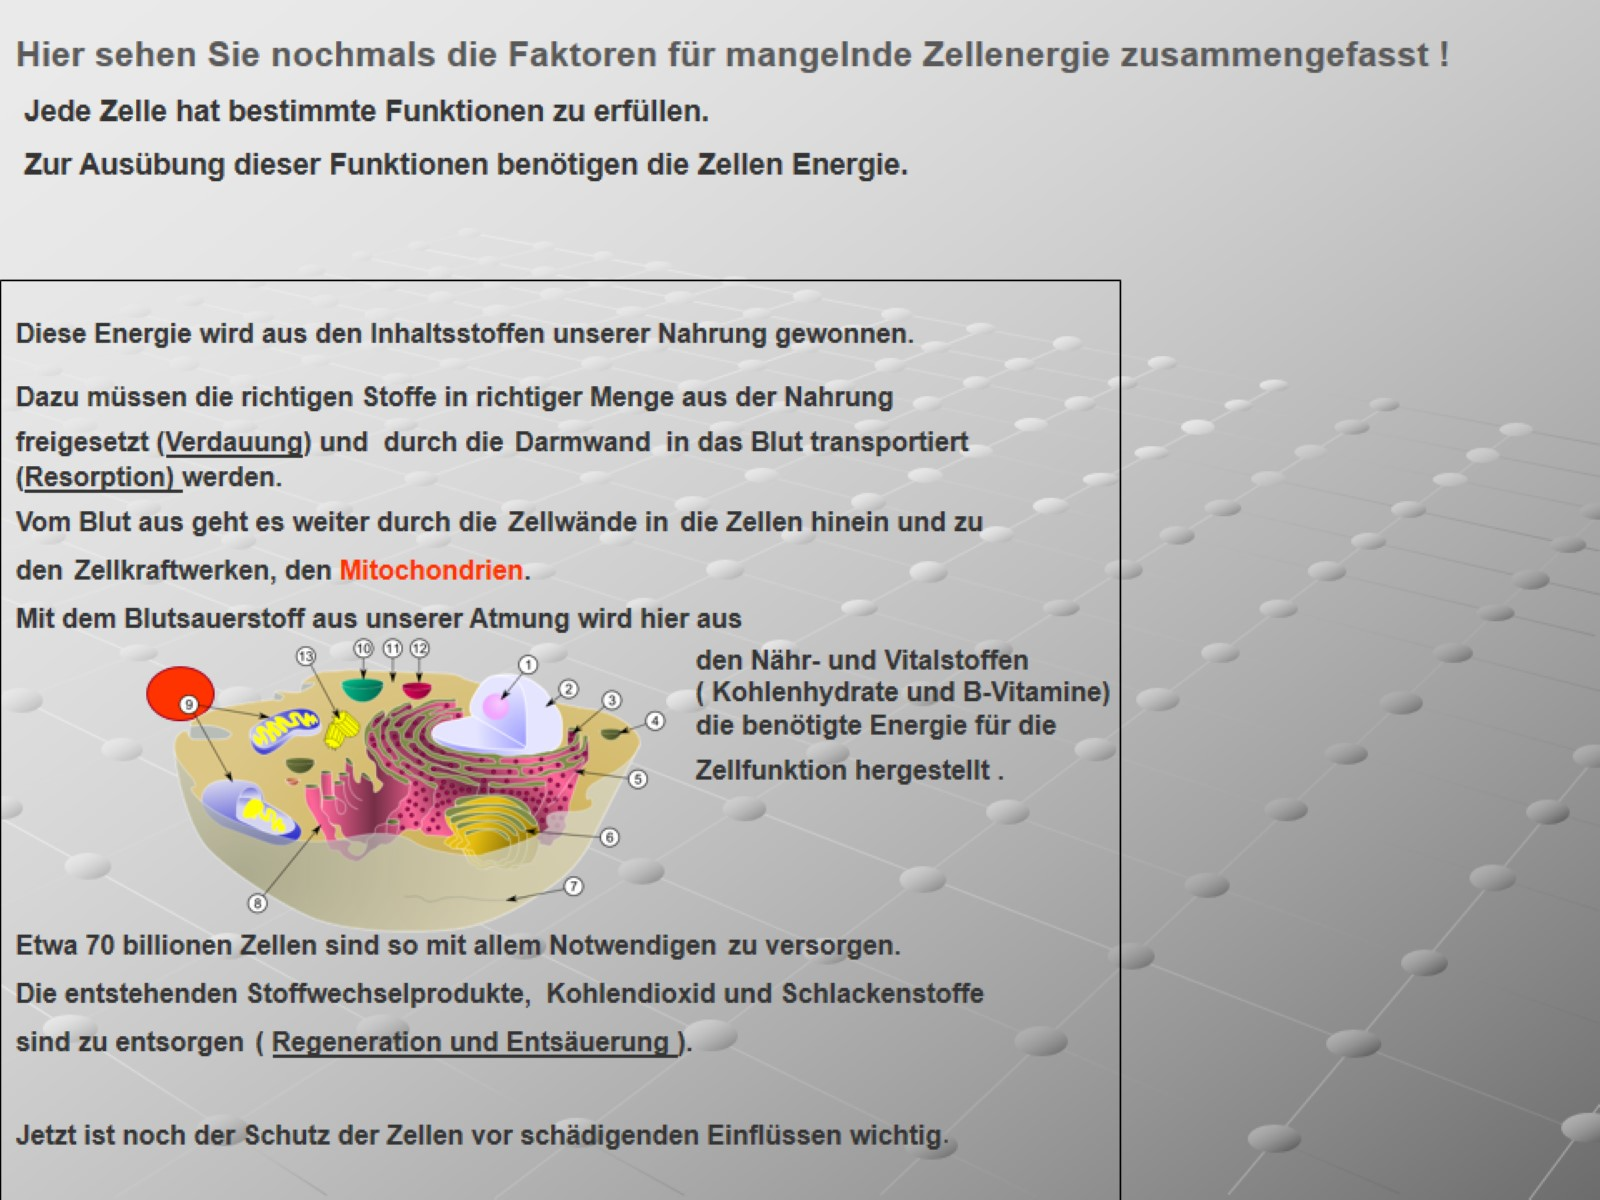 Hier sehen Sie nochmals die Faktoren für mangelnde Zellenergie zusammengefasst !
Jede Zelle hat bestimmte Funktionen zu erfüllen.
Zur Ausübung dieser Funktionen benötigen die Zellen Energie.
Diese Energie wird aus den Inhaltsstoffen unserer Nahrung gewonnen.
Dazu müssen die richtigen Stoffe in richtiger Menge aus der Nahrung
freigesetzt (Verdauung) und durch die Darmwand in das Blut transportiert
(Resorption) werden.
Vom Blut aus geht es weiter durch die Zellwände in die Zellen hinein und zu
den Zellkraftwerken, den Mitochondrien.
Mit dem Blutsauerstoff aus unserer Atmung wird hier aus
den Nähr- und Vitalstoffen
( Kohlenhydrate und B-Vitamine)
die benötigte Energie für die
Zellfunktion hergestellt .
13
10
11
12
1
2
3
4
5
6
7
8
9
Etwa 70 billionen Zellen sind so mit allem Notwendigen zu versorgen.
Die entstehenden Stoffwechselprodukte, Kohlendioxid und Schlackenstoffe
sind zu entsorgen ( Regeneration und Entsäuerung ).
Jetzt ist noch der Schutz der Zellen vor schädigenden Einflüssen wichtig.